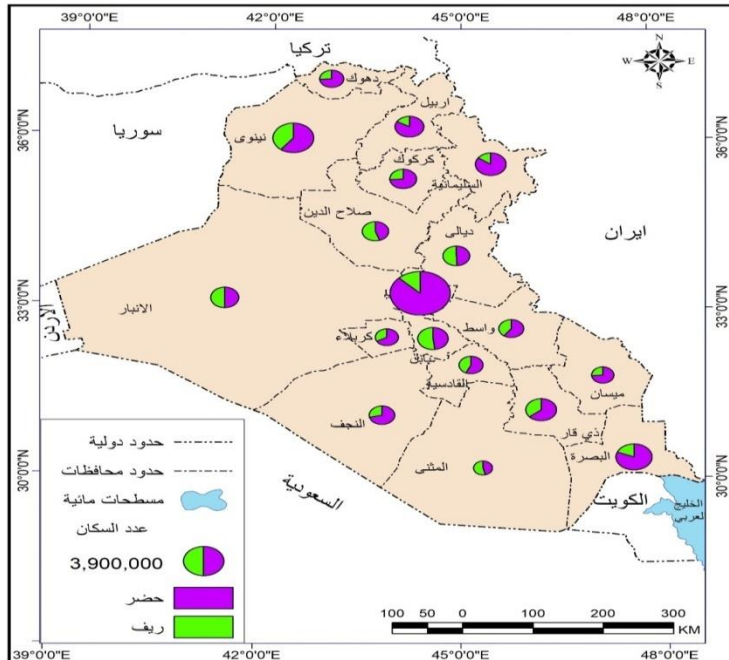 39°0'0"E 42°0'0"E 45°0'0"E 48°0'0"E
تركيا
N
W E
S
دهوك
اربيل
36°0'0"N 36°0'0"N
سوريا
نينوى
كركوك
السليمانية
صلاح الدين
ديالى
ايران
33°0'0"N 33°0'0"N
الانبار
الاردن
واسط
كربلاء
بابل
القادسية
ميسان
النجف
ذي قار
البصرة
المثنى
30°0'0"N 30°0'0"N
السعودية
الكويت
الخليج
لعربي
حدود دولية
حدود محافظات
مسطحات مائية
عدد السكان
3,900,000
حضر
ريف
100 50 0 100 200 300
KM
39°0'0"E 42°0'0"E 45°0'0"E 48°0'0"E